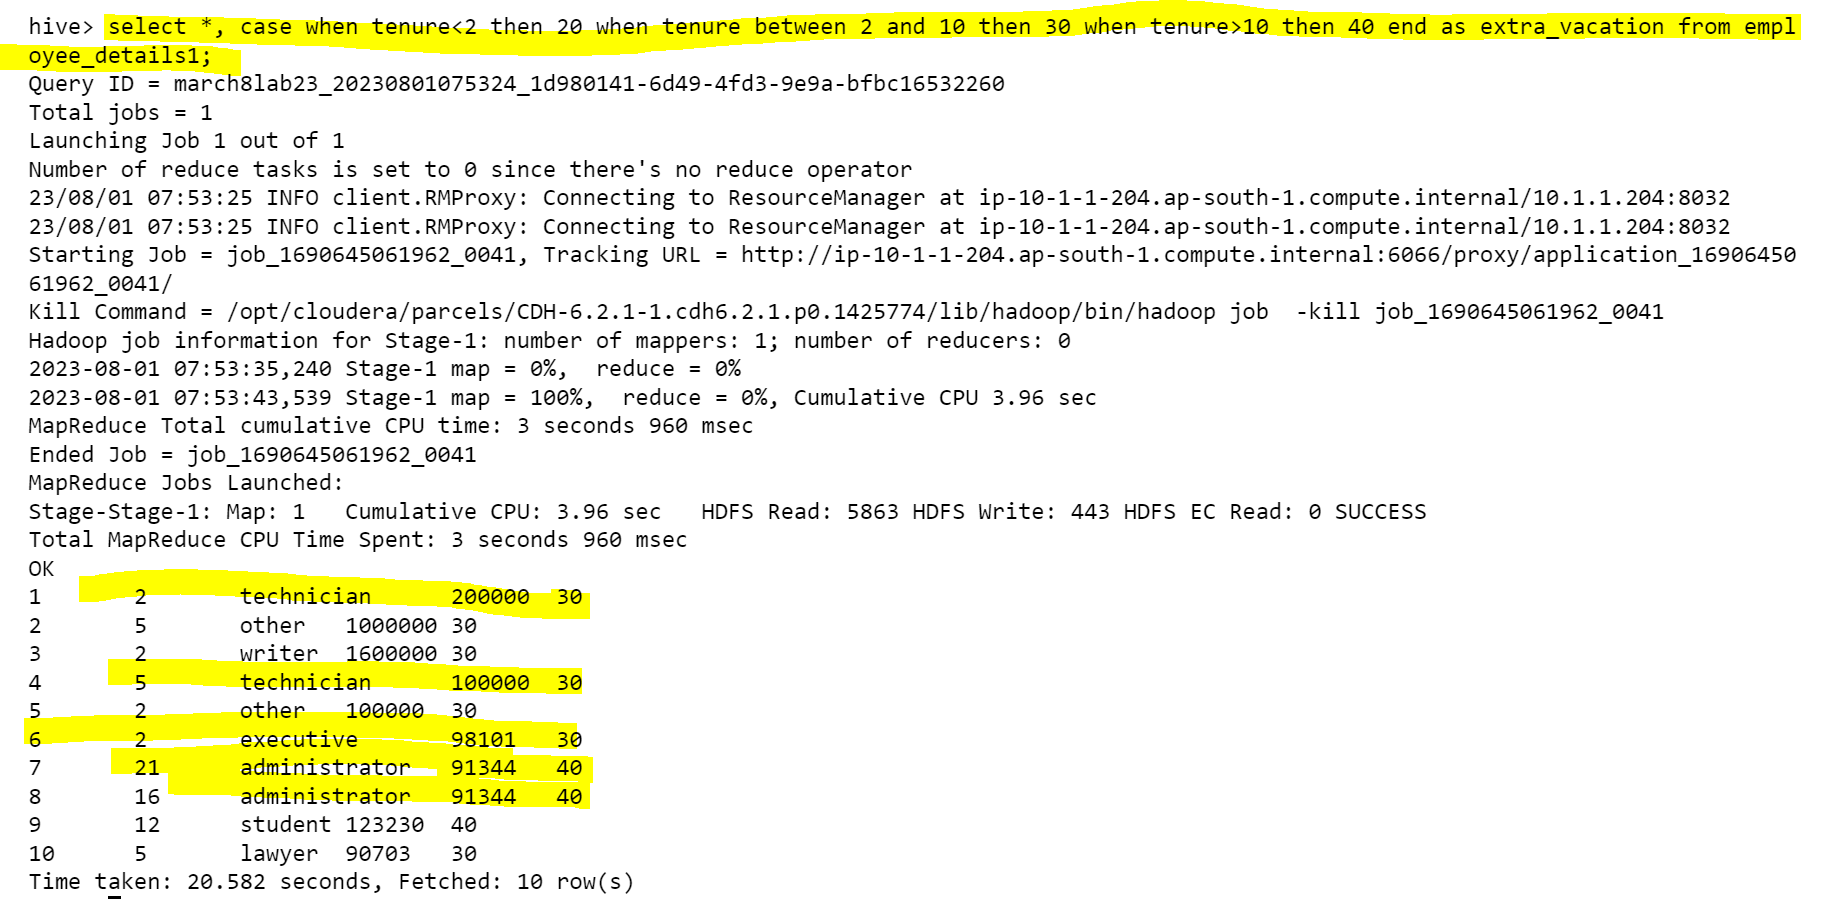 hive> select *, case when tenure<2 then 20 when tenure between 2 and 10 then 30 when tenure>10 then 40 end as extra_vacation from empl
oyee_details1;
Query ID = march8lab23_20230801075324_1d980141-6d49-4fd3-9e9a-bfbc16532260
Total jobs = 1
Launching Job 1 out of 1
Number of reduce tasks is set to 0 since there's no reduce operator
23/08/01 07:53:25 INFO client.RMProxy: Connecting to ResourceManager at ip-10-1-1-204.ap-south-1.compute.internal/10.1.1.204:8032
23/08/01 07:53:25 INFO client.RMProxy: Connecting to ResourceManager at ip-10-1-1-204.ap-south-1.compute.internal/10.1.1.204:8032
Starting Job = job_1690645061962_0041, Tracking URL = http://ip-10-1-1-204.ap-south-1.compute.internal:6066/proxy/application_16906450
61962_0041/
Kill Command = /opt/cloudera/parcels/CDH-6.2.1-1.cdh6.2.1.p0.1425774/lib/hadoop/bin/hadoop job  -kill job_1690645061962_0041
Hadoop job information for Stage-1: number of mappers: 1; number of reducers: 0
2023-08-01 07:53:35,240 Stage-1 map = 0%,  reduce = 0%
2023-08-01 07:53:43,539 Stage-1 map = 100%,  reduce = 0%, Cumulative CPU 3.96 sec
MapReduce Total cumulative CPU time: 3 seconds 960 msec
Ended Job = job_1690645061962_0041
MapReduce Jobs Launched:
Stage-Stage-1: Map: 1   Cumulative CPU: 3.96 sec   HDFS Read: 5863 HDFS Write: 443 HDFS EC Read: 0 SUCCESS
Total MapReduce CPU Time Spent: 3 seconds 960 msec
OK
1	2	technician	200000	30
2	5	other	1000000	30
3	2	writer	1600000	30
4	5	technician	100000	30
5	2	other	100000	30
6	2	executive	98101	30
7	21	administrator	91344	40
8	16	administrator	91344	40
9	12	student	123230	40
10	5	lawyer	90703	30
Time taken: 20.582 seconds, Fetched: 10 row(s)